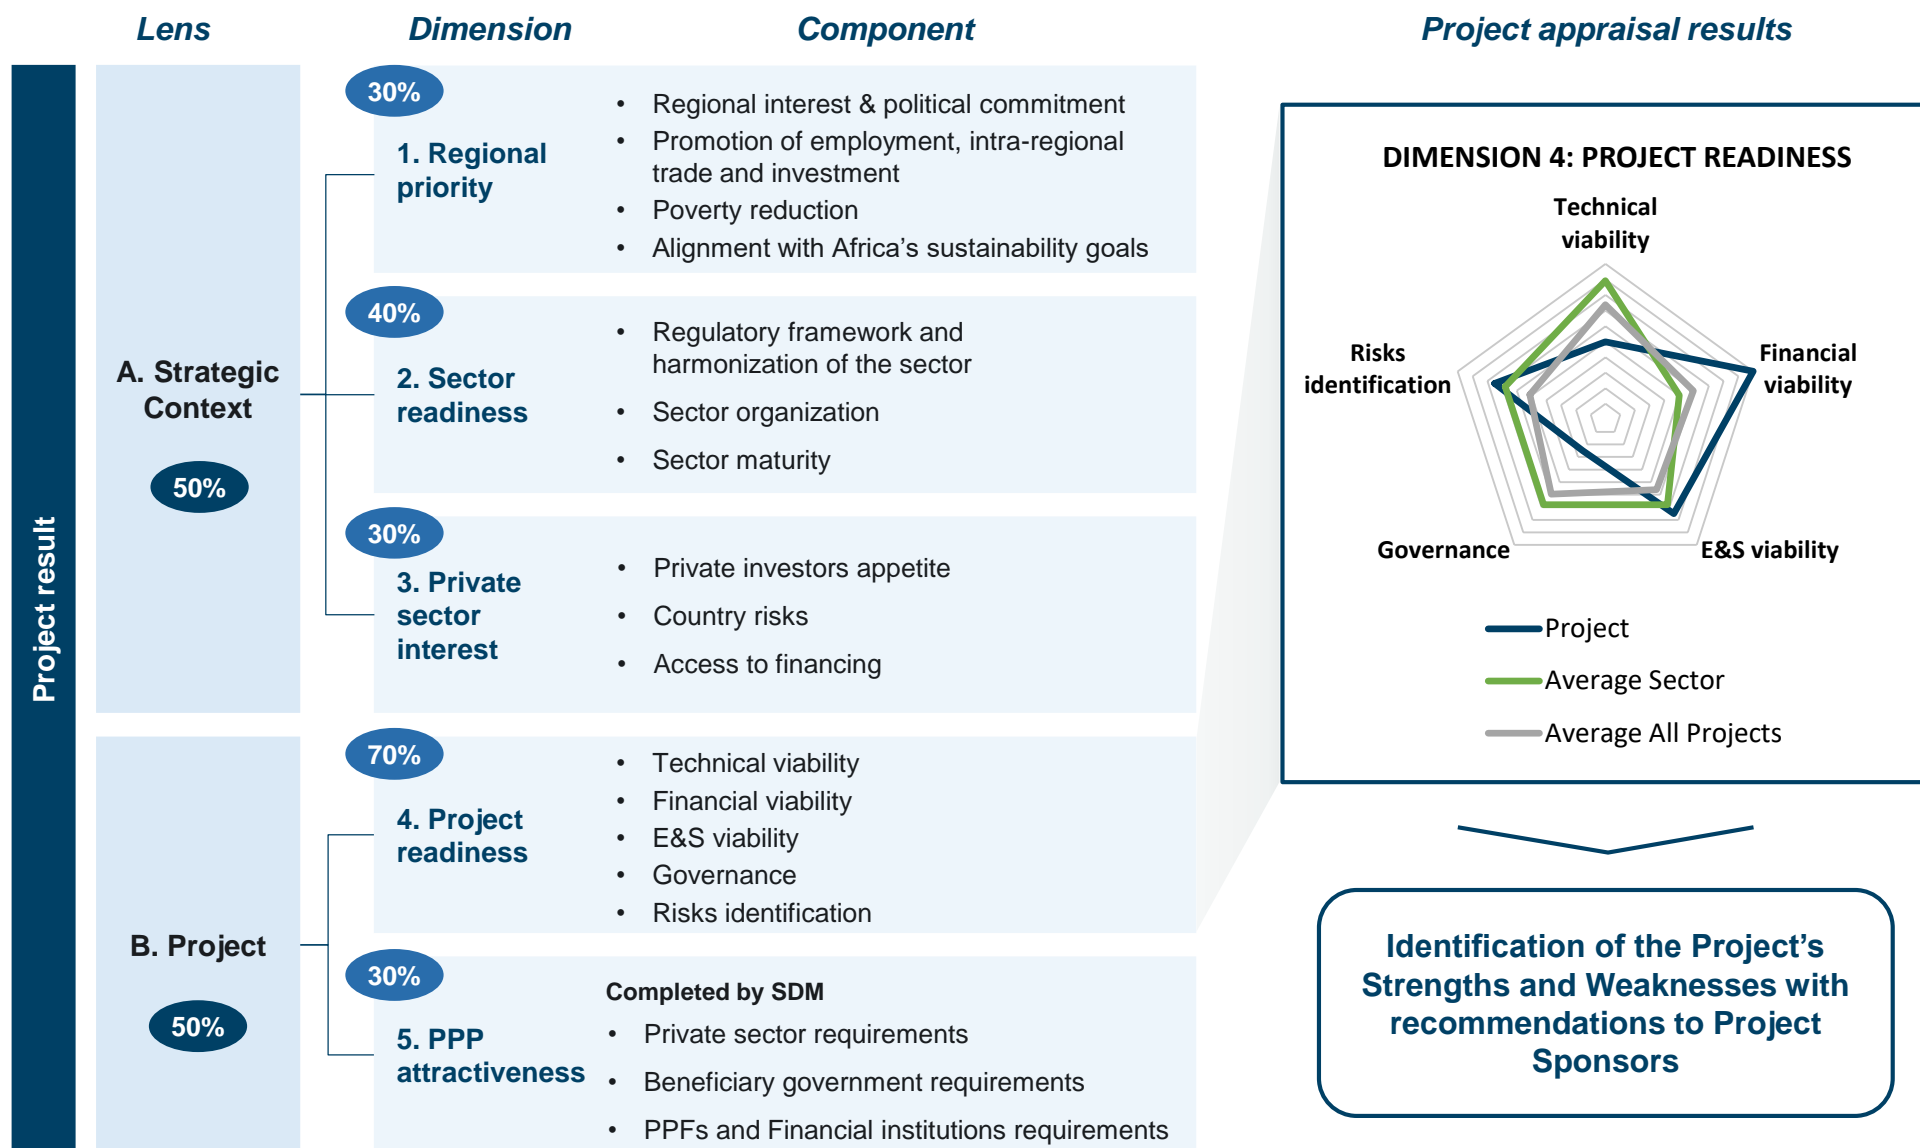 Lens
Dimension
Component
Project appraisal results
Project result
A. Strategic
Context
50%
30%
1. Regional
priority
• Regional interest & political commitment
• Promotion of employment, intra-regional
trade and investment
• Poverty reduction
• Alignment with Africa's sustainability goals
40%
2. Sector
readiness
• Regulatory framework and
harmonization of the sector
• Sector organization
• Sector maturity
30%
3. Private
sector
interest
• Private investors appetite
• Country risks
• Access to financing
B. Project
50%
70%
4. Project
readiness
• Technical viability
• Financial viability
• E&S viability
• Governance
• Risks identification
30%
5. PPP
attractiveness
Completed by SDM
• Private sector requirements
• Beneficiary government requirements
• PPFs and Financial institutions requirements
DIMENSION 4: PROJECT READINESS
Technical
viability
Financial
viability
E&S viability
Governance
Risks
identification
Project
Average Sector
Average All Projects
Identification of the Project's
Strengths and Weaknesses with
recommendations to Project
Sponsors